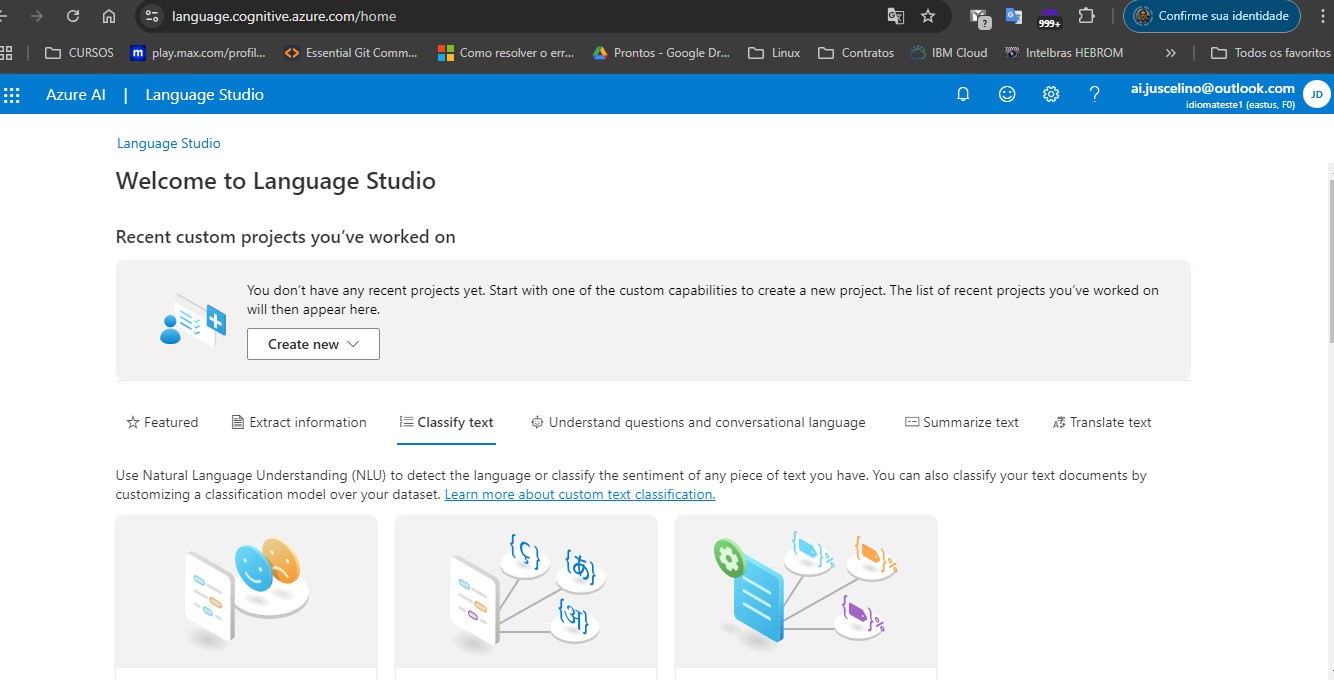 language.cognitive.azure.com/home
?
999+
Confirme sua identidade
CURSOS
m play.max.com/profil...
Essential Git Comm...
Como resolver o err...
Prontos - Google Dr...
Linux
Contratos
IBM Cloud
Intelbras HEBROM
»
Todos os favoritos
Azure AI | Language Studio
?
ai.juscelino@outlook.com
idiomateste1 (eastus, F0)
JD
Language Studio
Welcome to Language Studio
Recent custom projects you’ve worked on
You don’t have any recent projects yet. Start with one of the custom capabilities to create a new project. The list of recent projects you’ve worked on
will then appear here.
Create new
Featured
Extract information
Classify text
Understand questions and conversational language
Summarize text
Translate text
Use Natural Language Understanding (NLU) to detect the language or classify the sentiment of any piece of text you have. You can also classify your text documents by
customizing a classification model over your dataset. Learn more about custom text classification.
{ç}
{あ}
{अ}